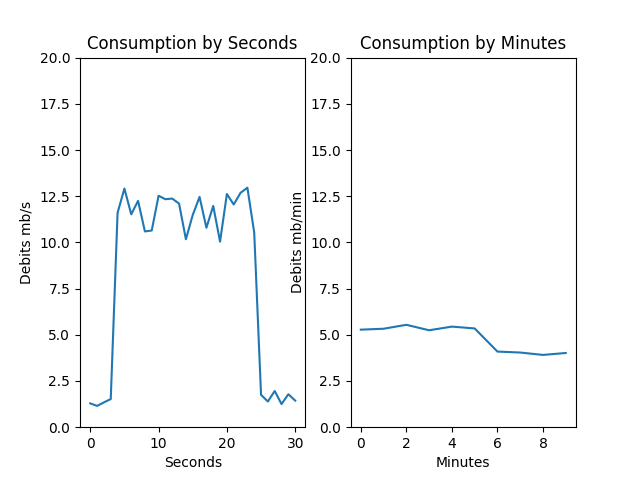 Consumption by Seconds
Debits mb/s
20.0
17.5
15.0
12.5
10.0
7.5
5.0
2.5
0.0
0 10 20 30
Seconds
Consumption by Minutes
Debits mb/min
20.0
17.5
15.0
12.5
10.0
7.5
5.0
2.5
0.0
0 2 4 6 8
Minutes